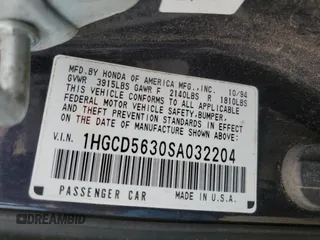 MFD.BY HONDA OF AMERICA MFG.,INC. 10/94
GVWR 3915LBS GAWR F 2140LBS R 1810LBS
THIS VEHICLE CONFORMS TO ALL APPLICABLE
FEDERAL MOTOR VEHICLE SAFETY,BUMPER,
AND THEFT PREVENTION STANDARDS IN EFFECT
ON THE DATE OF MANUFACTURE SHOWN ABOVE.
V.I.N. 1HGCD5630SA032204
PASSENGER CAR MADE IN U.S.A.
DREAMBID